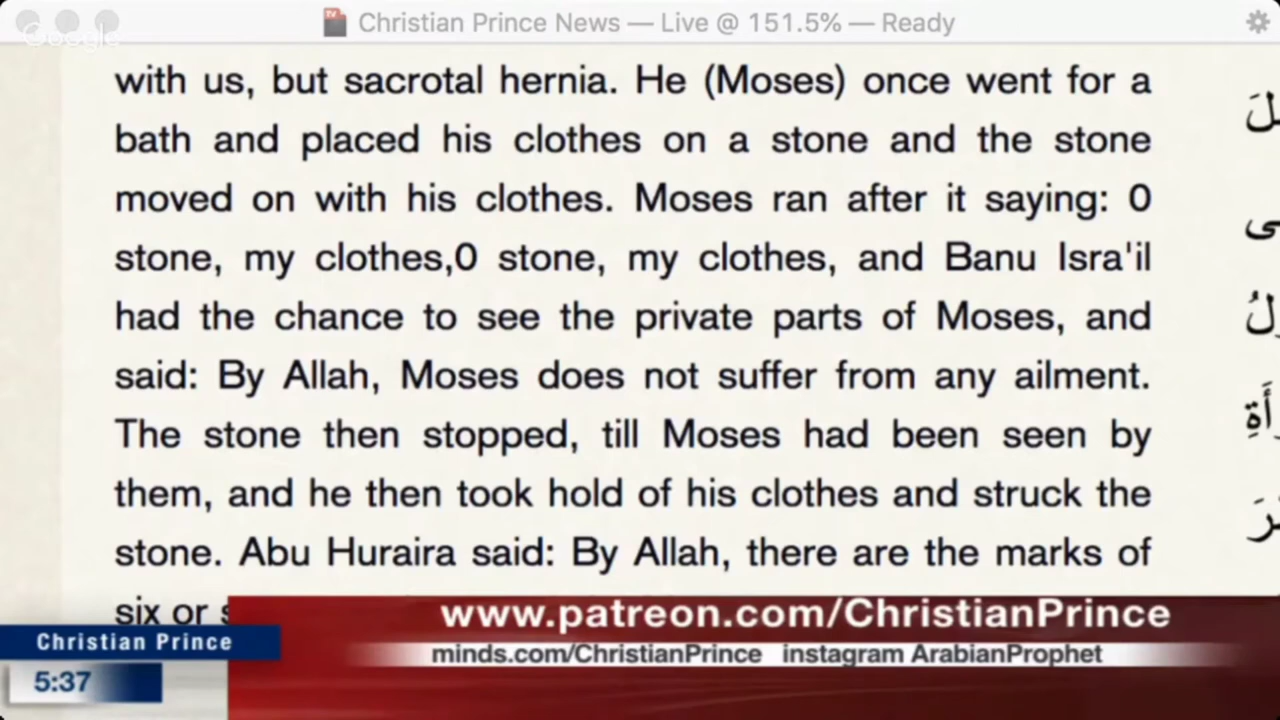 Christian Prince News — Live @ 151.5% — Ready
Google
with us, but sacrotal hernia. He (Moses) once went for a
bath and placed his clothes on a stone and the stone
moved on with his clothes. Moses ran after it saying: 0
stone, my clothes,0 stone, my clothes, and Banu Isra'il
had the chance to see the private parts of Moses, and
said: By Allah, Moses does not suffer from any ailment.
The stone then stopped, till Moses had been seen by
them, and he then took hold of his clothes and struck the
stone. Abu Huraira said: By Allah, there are the marks of
six or
www.patreon.com/ChristianPrince
Christian Prince
minds.com/ChristianPrince instagram ArabianProphet
5:37